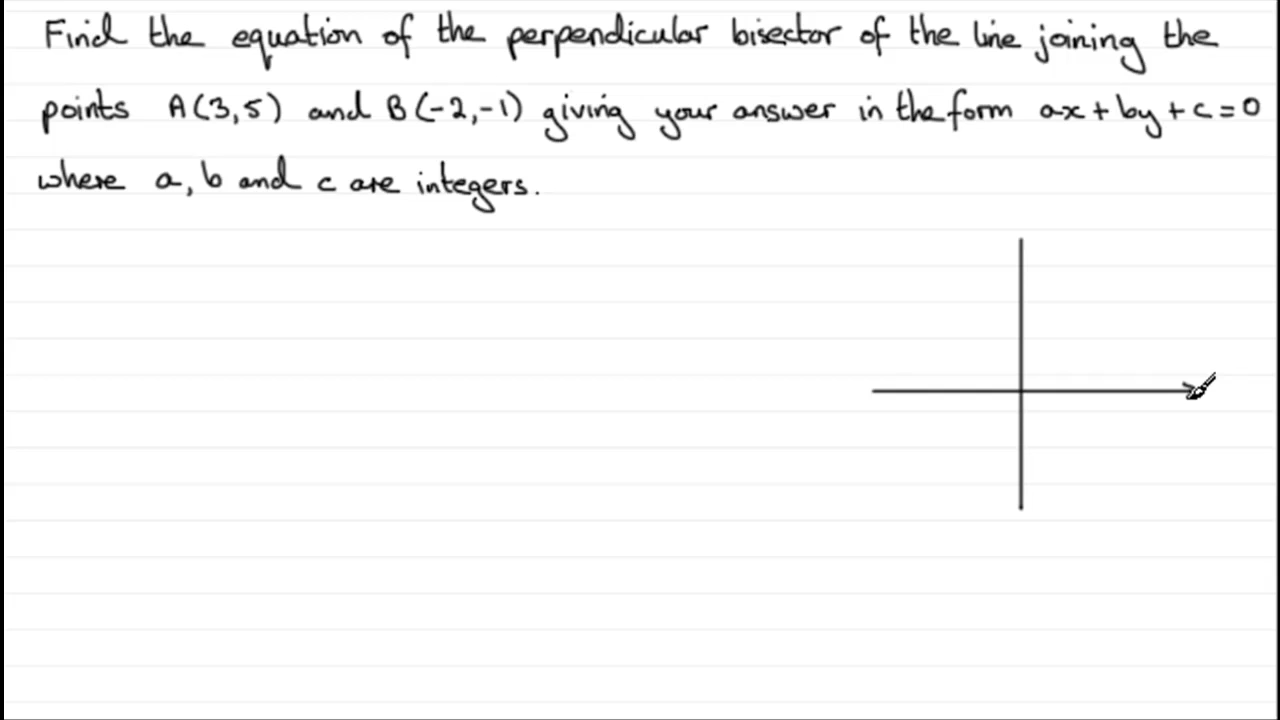 Find the equation of the perpendicular bisector of the line joining the
points A(3,5) and B(-2,-1) giving your answer in the form ax+by+c=0
where a, b and c are integers.